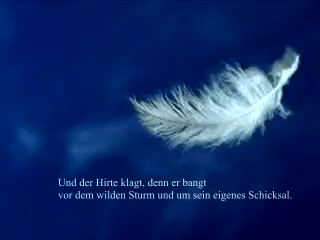 Und der Hirte klagt, denn er bangt
vor dem wilden Sturm und um sein eigenes Schicksal.